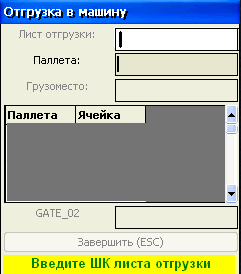 Отгрузка в машину
Лист отгрузки:
Паллета:
Грузоместо:
Паллета Ячейка
GATE_02
Завершить (ESC)
Введите ШК листа отгрузки